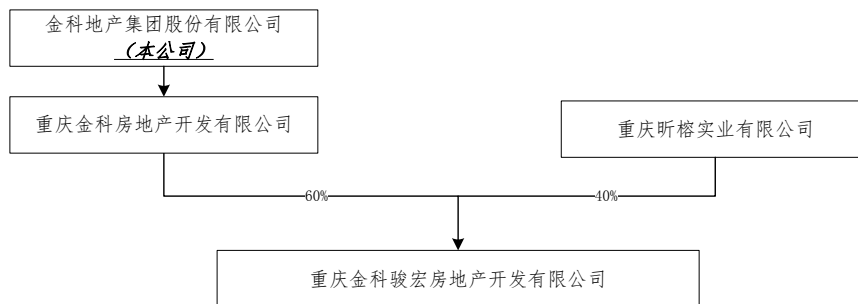 金科地产集团股份有限公司
（本公司）
重庆金科房地产开发有限公司
重庆昕榕实业有限公司
60%
40%
重庆金科骏宏房地产开发有限公司